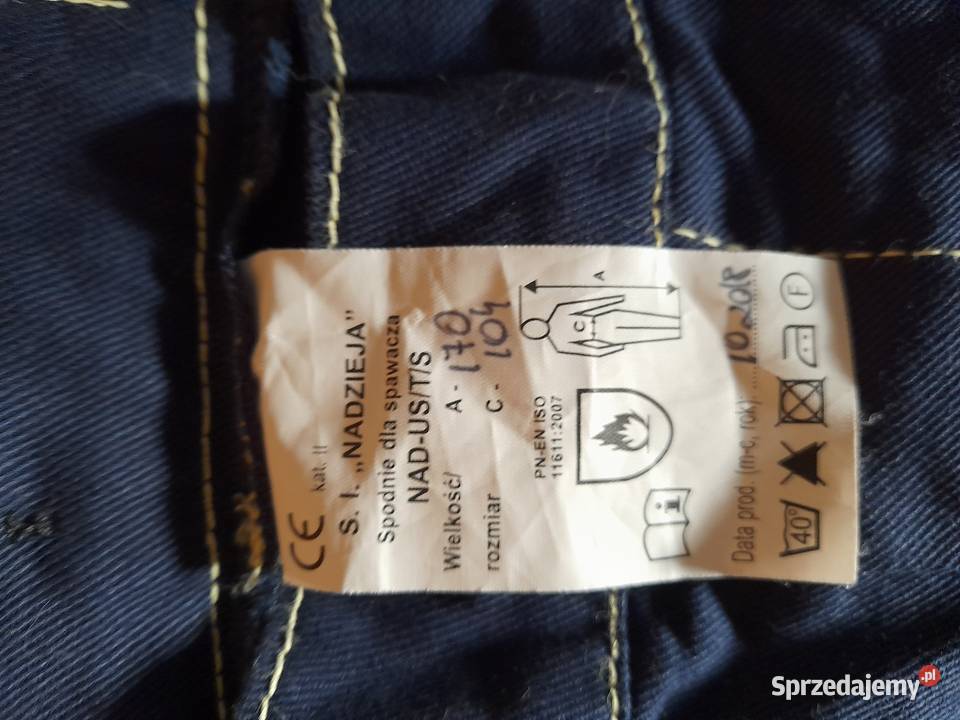 CE kat. II
S. I. „NADZIEJA"
Spodnie dla spawacza
NAD-US/T/S
Wielkość/ A - 170
rozmiar C - 104
A
C
PN-EN ISO
11611:2007
i
Data prod. (m-c, rok) 10.2018
40° F
Sprzedajemy.pl